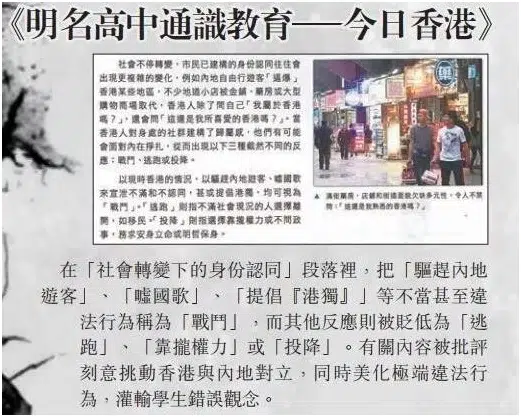 《明名高中通識教育——今日香港》
社會不停轉變，市民已建構的身份認同往往會
出現更複雜的變化，例如內地自由行遊客「逼爆」
香港某些地區，不少地道小店被金鋪、藥房或大型
購物商場取代，香港人除了問自己「我屬於香港
嗎？」，還會問「這還是我所喜愛的香港嗎？」。當
香港人對身處的社群建構了歸屬感，他們有可能
會面對內在掙扎，從而出現以下三種截然不同的反
應：戰鬥、逃跑或投降。
以現時香港的情況，以驅趕內地遊客、噓國歌
來宣泄不滿和不認同，甚或提倡港獨，均可視為
「戰鬥」。「逃跑」則指不滿社會現況的人選擇離
開，如移民。「投降」則指選擇靠攏權力或不問政
事，務求安身立命或明哲保身。
▲ 滿街藥房，店鋪和街道面貌欠缺多元性，令人不禁
問：「這還是我熟悉的香港嗎？」
在「社會轉變下的身份認同」段落裡，把「驅趕內地
遊客」、「噓國歌」、「提倡『港獨』」等不當甚至違
法行為稱為「戰鬥」，而其他反應則被貶低為「逃
跑」、「靠攏權力」或「投降」。有關內容被批評
刻意挑動香港與內地對立，同時美化極端違法行
為，灌輸學生錯誤觀念。